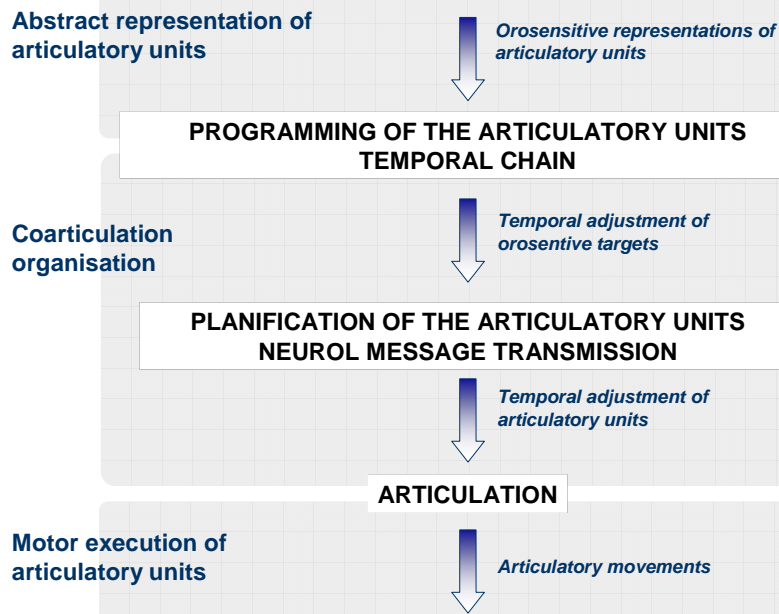 Abstract representation of
articulatory units
Orosensitive representations of
articulatory units
PROGRAMMING OF THE ARTICULATORY UNITS
TEMPORAL CHAIN
Coarticulation
organisation
Temporal adjustment of
orosentive targets
PLANIFICATION OF THE ARTICULATORY UNITS
NEUROL MESSAGE TRANSMISSION
Temporal adjustment of
articulatory units
ARTICULATION
Motor execution of
articulatory units
Articulatory movements